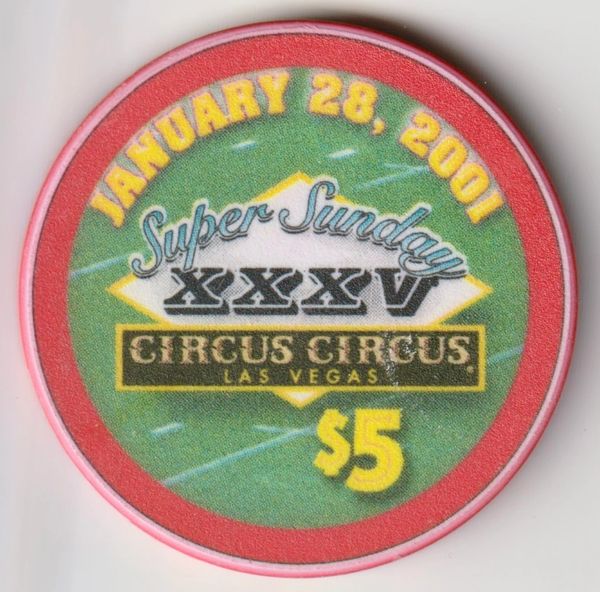 JANUARY 28, 2001
Super Sunday
XXXV
CIRCUS CIRCUS
LAS VEGAS
$5